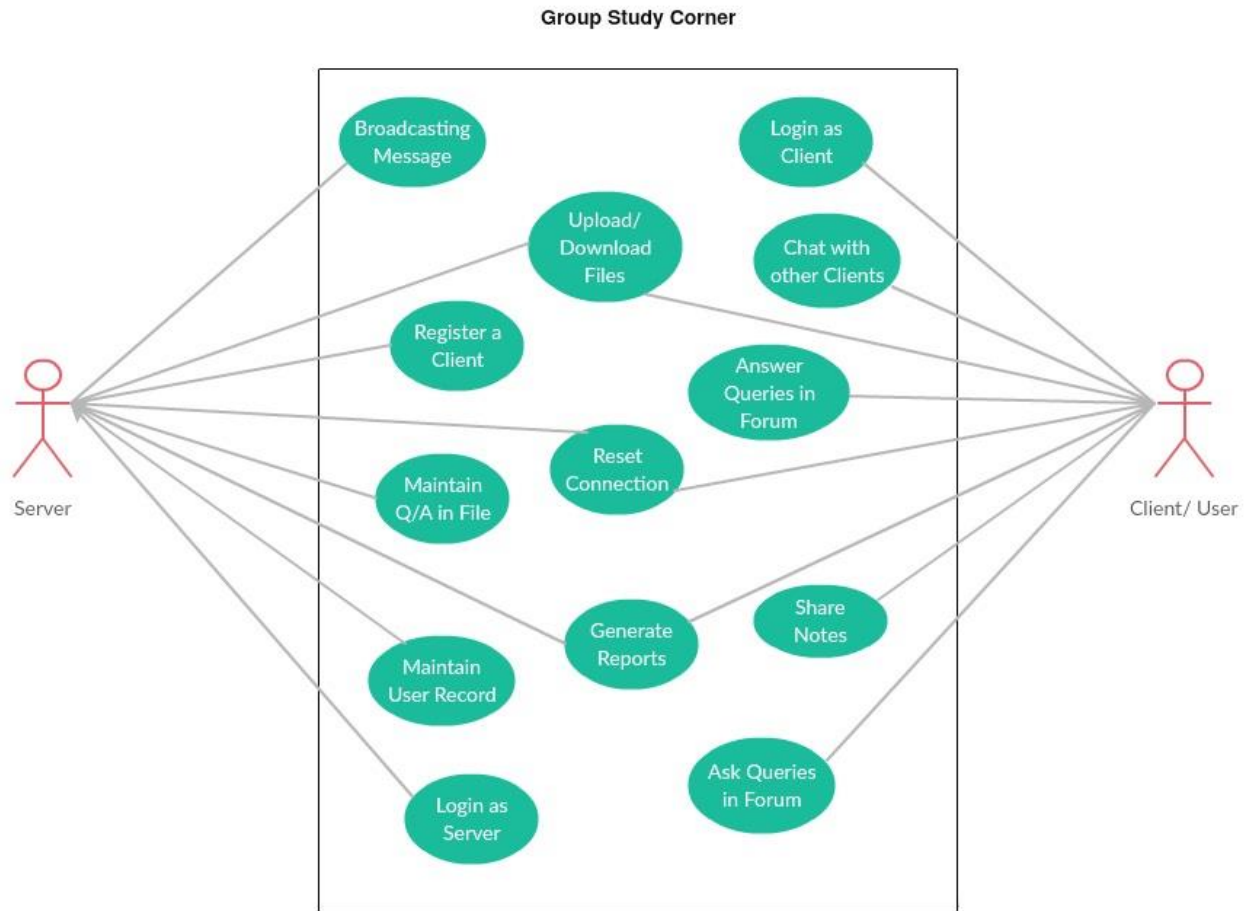 Group Study Corner
Broadcasting
Message
Login as
Client
Upload/
Download
Files
Chat with
other Clients
Register a
Client
Answer
Queries in
Forum
Reset
Connection
Maintain
Q/A in File
Server
Client/ User
Share
Notes
Generate
Reports
Maintain
User Record
Ask Queries
in Forum
Login as
Server